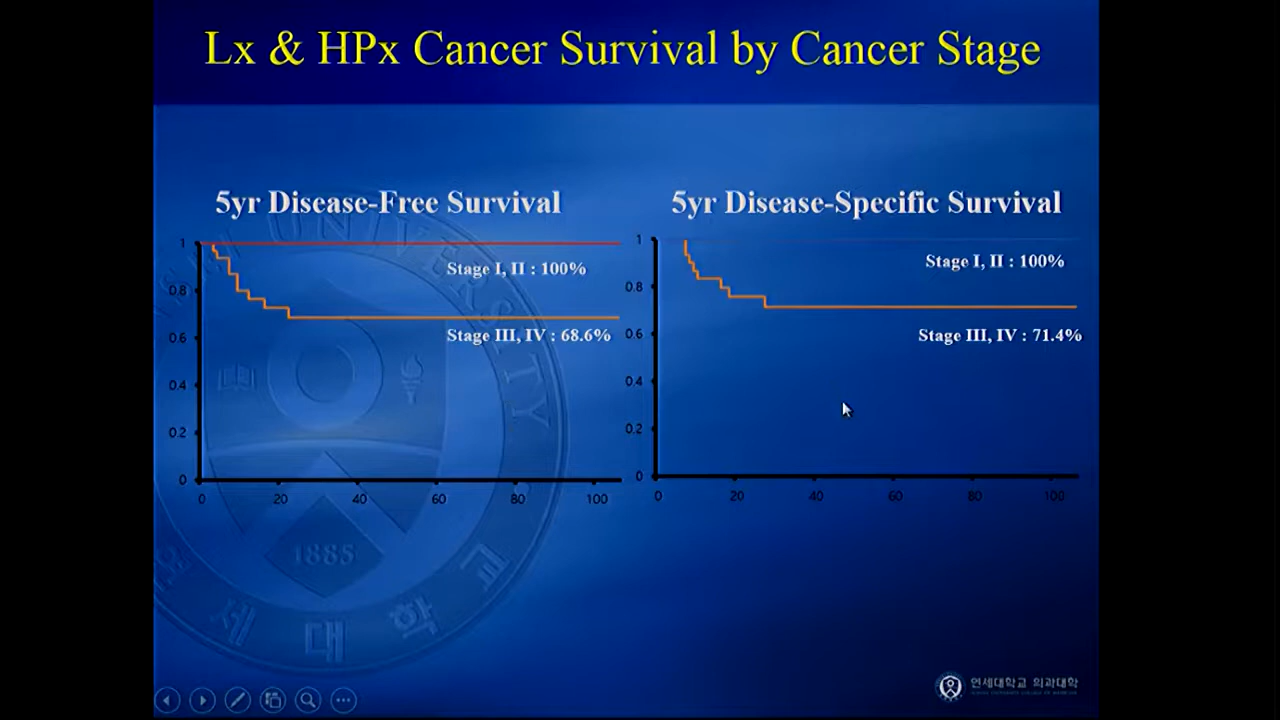 Lx & HPx Cancer Survival by Cancer Stage
5yr Disease-Free Survival
1
0.8
0.6
0.4
0.2
0
0 20 40 60 80 100
Stage I, II : 100%
Stage III, IV : 68.6%
5yr Disease-Specific Survival
1
0.8
0.6
0.4
0.2
0
0 20 40 60 80 100
Stage I, II : 100%
Stage III, IV : 71.4%
UNIVERSITY
1885
연세대학교 의과대학